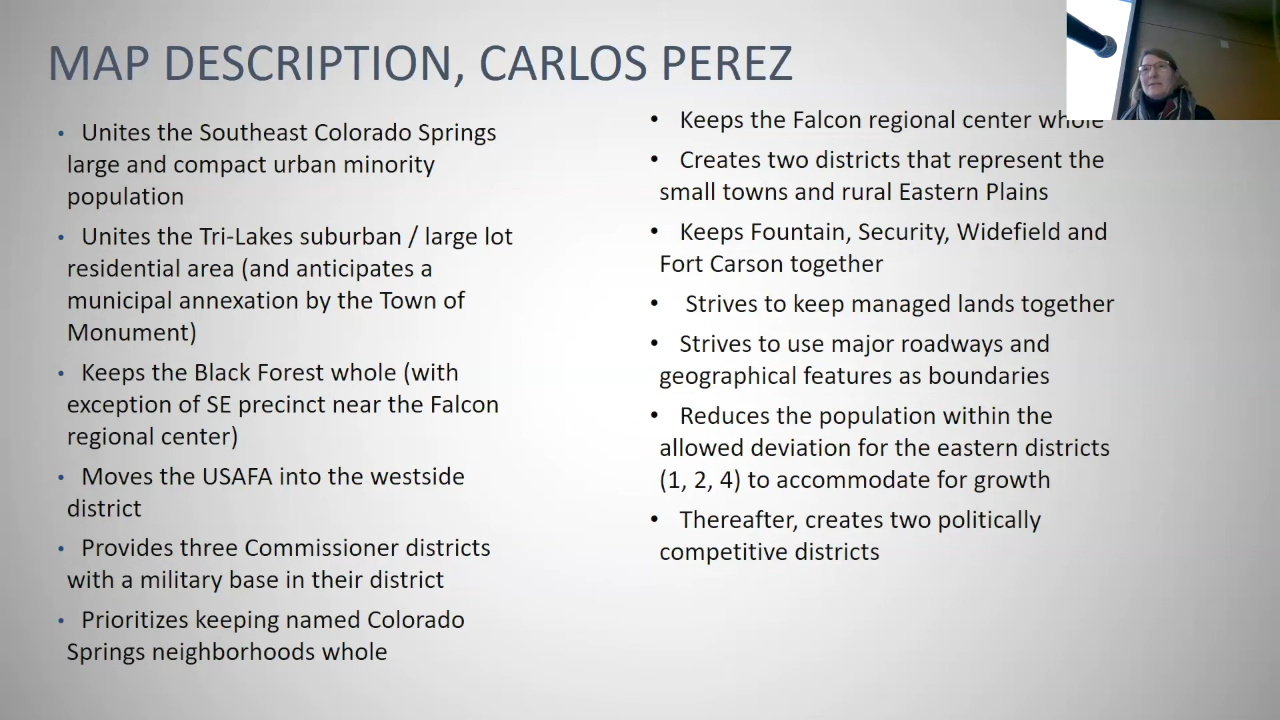 MAP DESCRIPTION, CARLOS PEREZ
• Unites the Southeast Colorado Springs
large and compact urban minority
population
• Unites the Tri-Lakes suburban / large lot
residential area (and anticipates a
municipal annexation by the Town of
Monument)
• Keeps the Black Forest whole (with
exception of SE precinct near the Falcon
regional center)
• Moves the USAFA into the westside
district
• Provides three Commissioner districts
with a military base in their district
• Prioritizes keeping named Colorado
Springs neighborhoods whole
• Keeps the Falcon regional center whole
• Creates two districts that represent the
small towns and rural Eastern Plains
• Keeps Fountain, Security, Widefield and
Fort Carson together
• Strives to keep managed lands together
• Strives to use major roadways and
geographical features as boundaries
• Reduces the population within the
allowed deviation for the eastern districts
(1, 2, 4) to accommodate for growth
• Thereafter, creates two politically
competitive districts